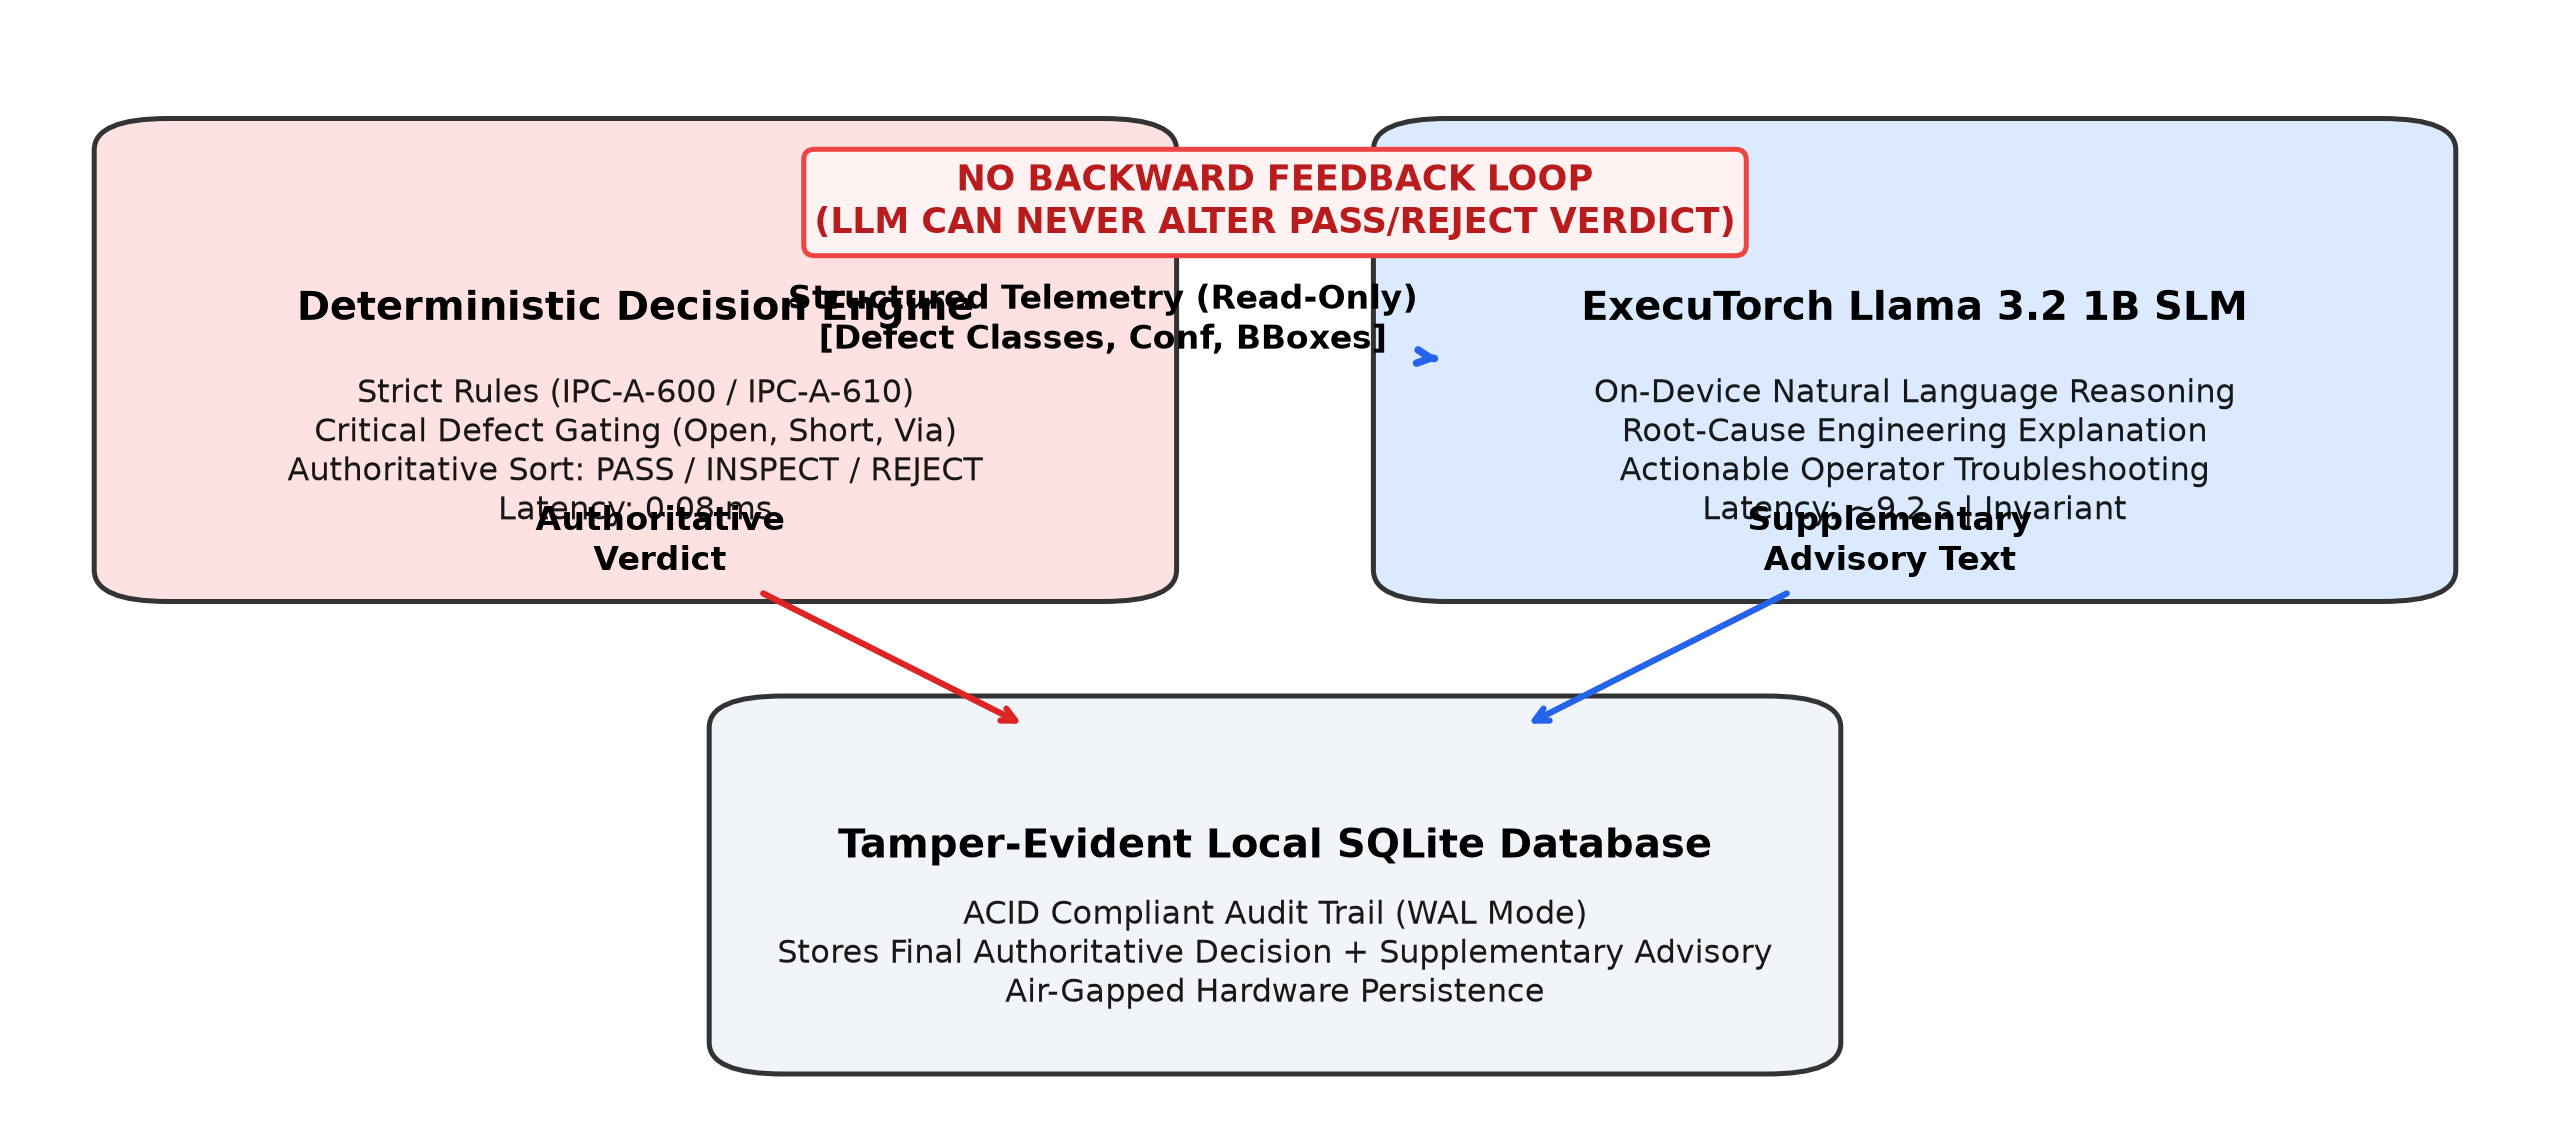 NO BACKWARD FEEDBACK LOOP
(LLM CAN NEVER ALTER PASS/REJECT VERDICT)
Deterministic Decision Engine
Structured Telemetry (Read-Only)
[Defect Classes, Conf, BBoxes]
Strict Rules (IPC-A-600 / IPC-A-610)
Critical Defect Gating (Open, Short, Via)
Authoritative Sort: PASS / INSPECT / REJECT
Latency: 0.08 ms
Authoritative
Verdict
ExecuTorch Llama 3.2 1B SLM
On-Device Natural Language Reasoning
Root-Cause Engineering Explanation
Actionable Operator Troubleshooting
Latency: ~9.2 s | Invariant
Supplementary
Advisory Text
Tamper-Evident Local SQLite Database
ACID Compliant Audit Trail (WAL Mode)
Stores Final Authoritative Decision + Supplementary Advisory
Air-Gapped Hardware Persistence